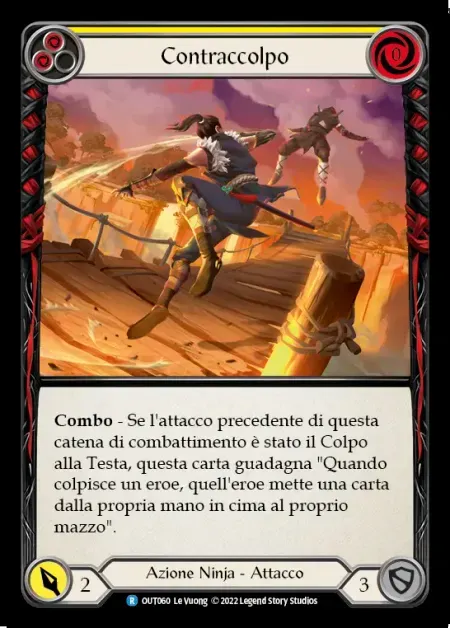 Contraccolpo
0
Combo - Se l'attacco precedente di questa
catena di combattimento è stato il Colpo
alla Testa, questa carta guadagna "Quando
colpisce un eroe, quell'eroe mette una carta
dalla propria mano in cima al proprio
mazzo".
2
Azione Ninja - Attacco
3
R OUT060 Le Vuong © 2022 Legend Story Studios